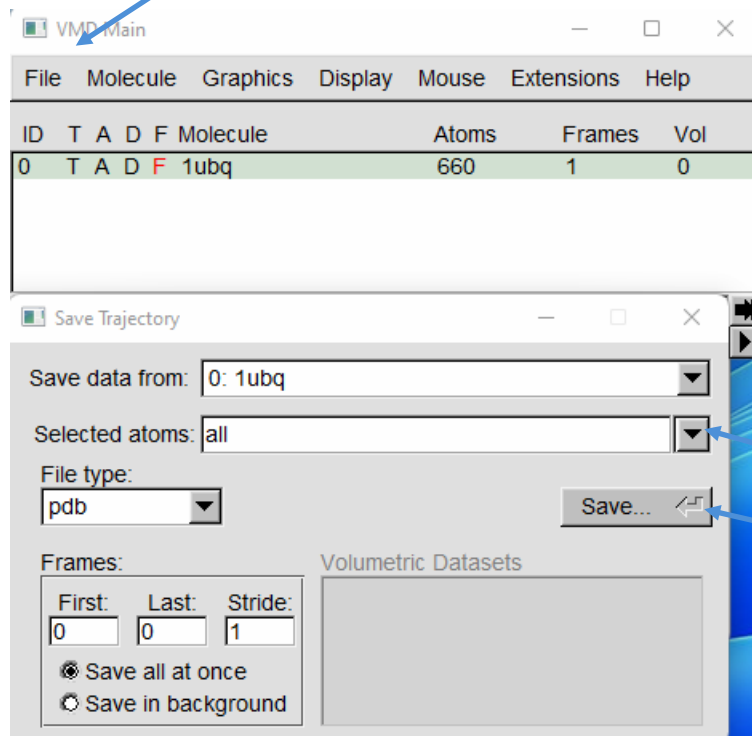 VMD Main
File Molecule Graphics Display Mouse Extensions Help
ID T A D F Molecule Atoms Frames Vol
0 T A D F 1ubq 660 1 0
Save Trajectory
Save data from: 0: 1ubq
Selected atoms: all
File type:
pdb
Save...
Frames: Volumetric Datasets
First: Last: Stride:
0 0 1
Save all at once
Save in background